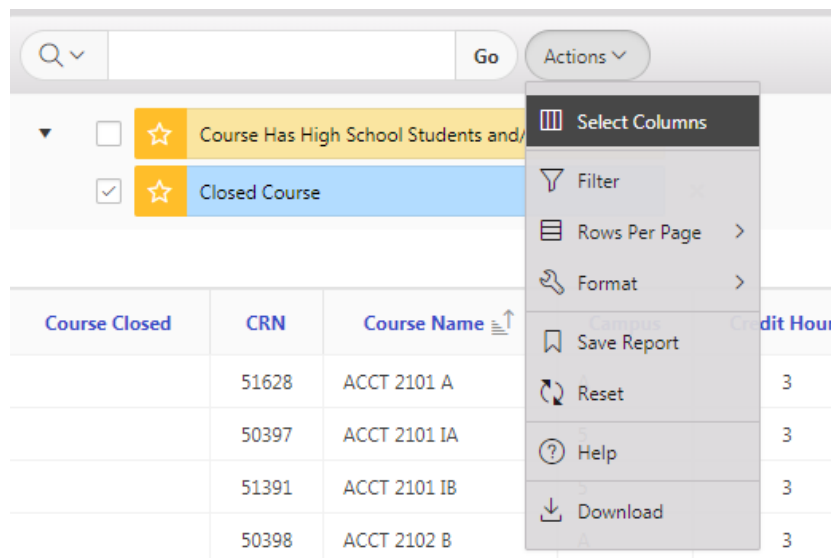 Go
Actions
Select Columns
Course Has High School Students and/
Closed Course
Filter
Rows Per Page
Format
Course Closed CRN Course Name Campus Credit Hour
Save Report
51628 ACCT 2101 A 3
Reset
50397 ACCT 2101 IA 3
Help
51391 ACCT 2101 IB 3
Download
50398 ACCT 2102 B A 3